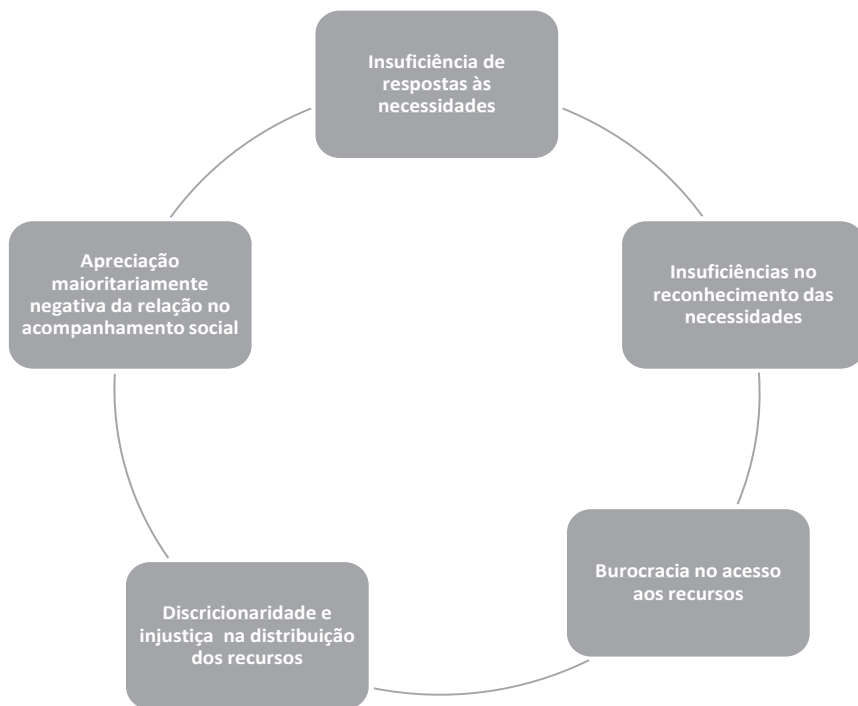 Insuficiência de
respostas às
necessidades
Insuficiências no
reconhecimento das
necessidades
Burocracia no acesso
aos recursos
Discricionaridade e
injustiça na distribuição
dos recursos
Apreciação
maioritariamente
negativa da relação no
acompanhamento social